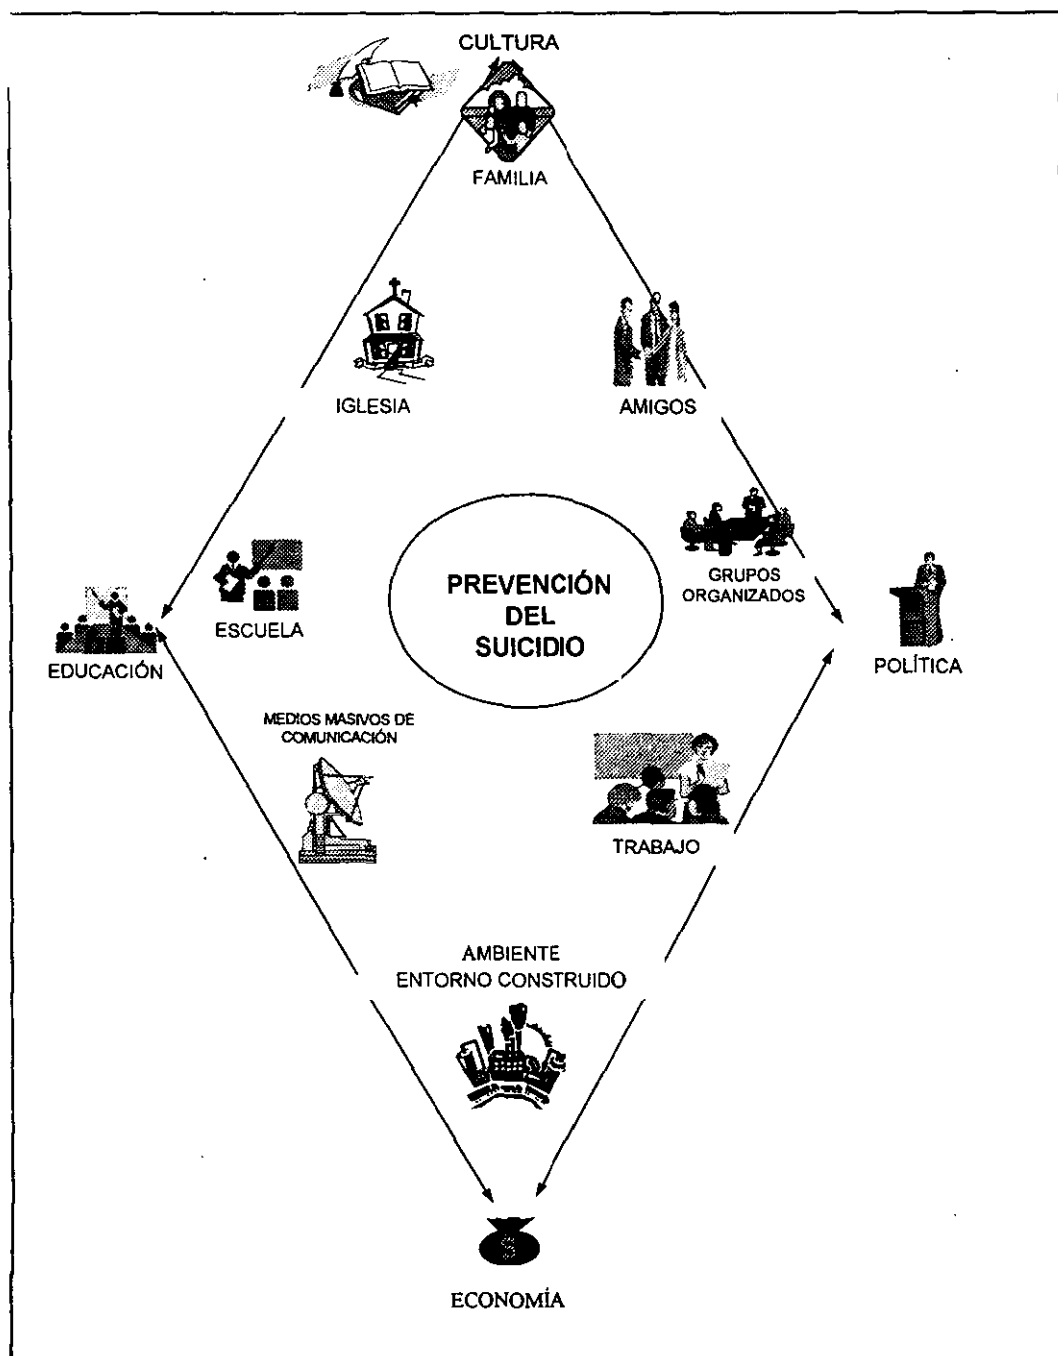 CULTURA
FAMILIA
IGLESIA
AMIGOS
PREVENCIÓN
DEL
SUICIDIO
GRUPOS
ORGANIZADOS
ESCUELA
EDUCACIÓN
POLÍTICA
MEDIOS MASIVOS DE
COMUNICACIÓN
TRABAJO
AMBIENTE
ENTORNO CONSTRUIDO
$
ECONOMÍA